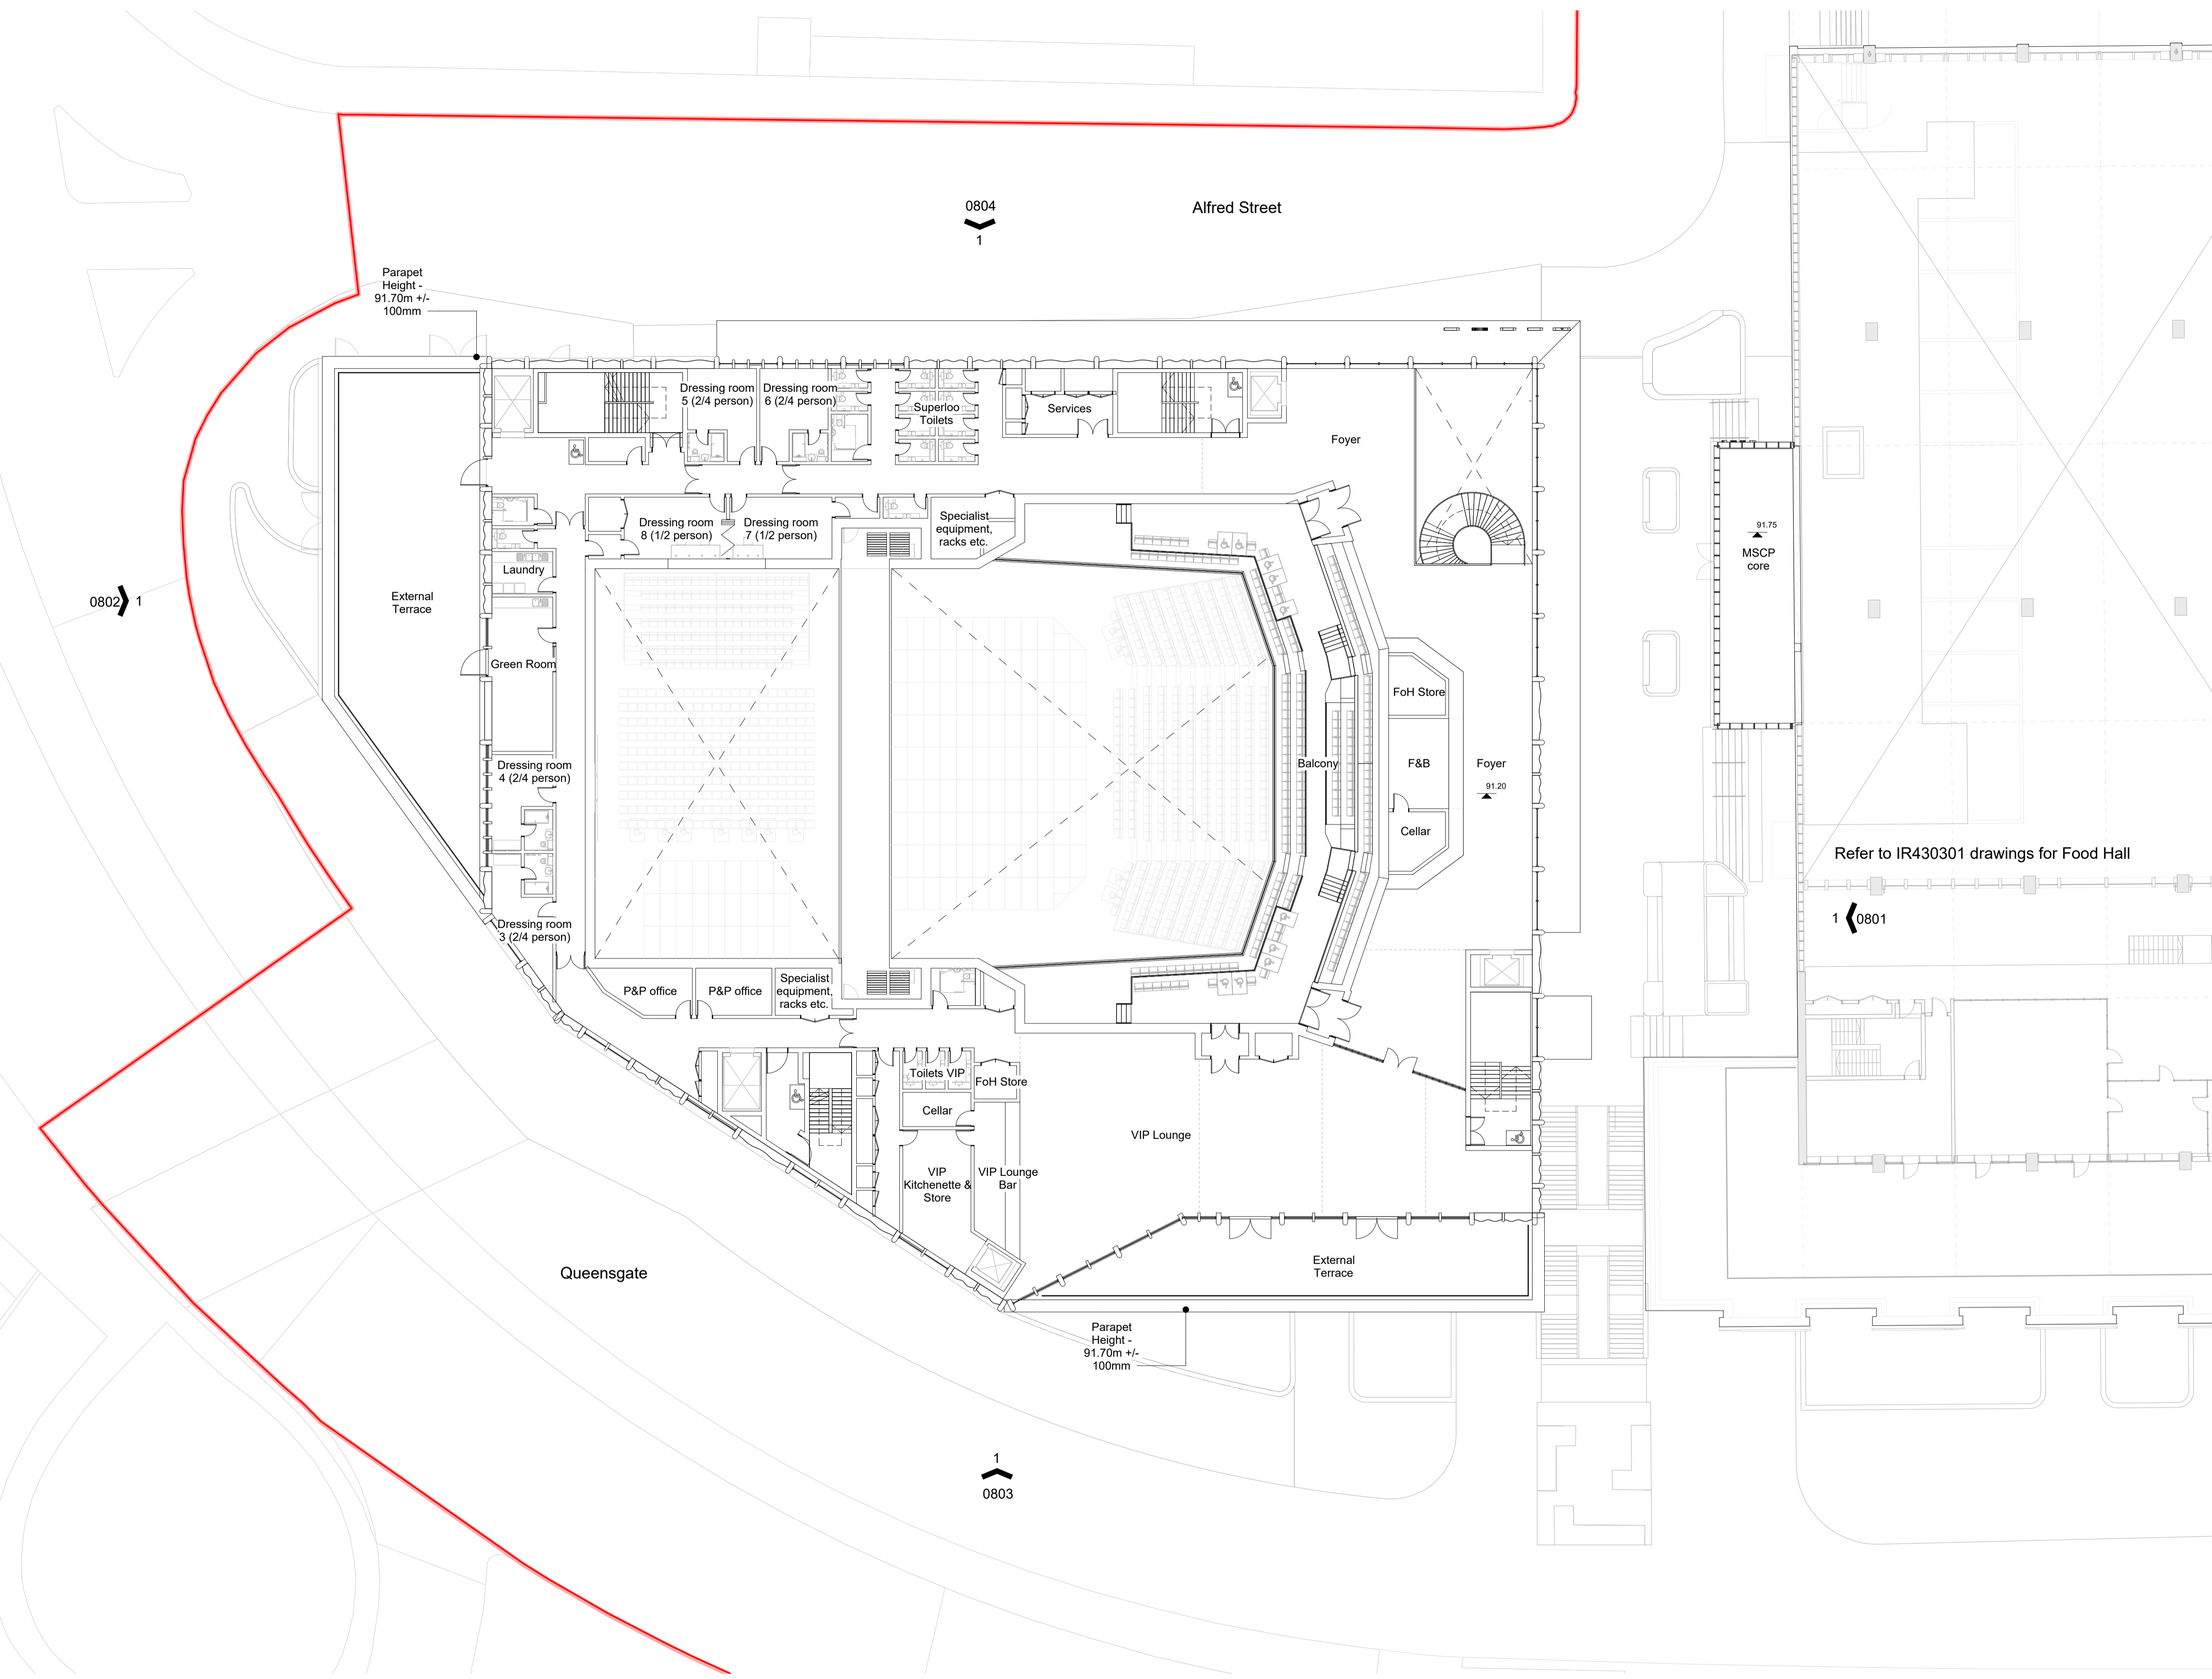 0804
1
Alfred Street
Parapet
Height -
91.70m +/-
100mm
Dressing room
5 (2/4 person)
Dressing room
6 (2/4 person)
Superloo
Toilets
Services
Foyer
Dressing room
8 (1/2 person)
Dressing room
7 (1/2 person)
Specialist
equipment,
racks etc.
91.75
MSCP
core
Laundry
External
Terrace
0802
1
Green Room
FoH Store
Dressing room
4 (2/4 person)
Balcony
F&B
Foyer
91.20
Cellar
Refer to IR430301 drawings for Food Hall
1
0801
Dressing room
3 (2/4 person)
P&P office
P&P office
Specialist
equipment,
racks etc.
Toilets VIP
FoH Store
Cellar
VIP Lounge
VIP
Kitchenette &
Store
VIP Lounge
Bar
Queensgate
External
Terrace
Parapet
Height -
91.70m +/-
100mm
1
0803